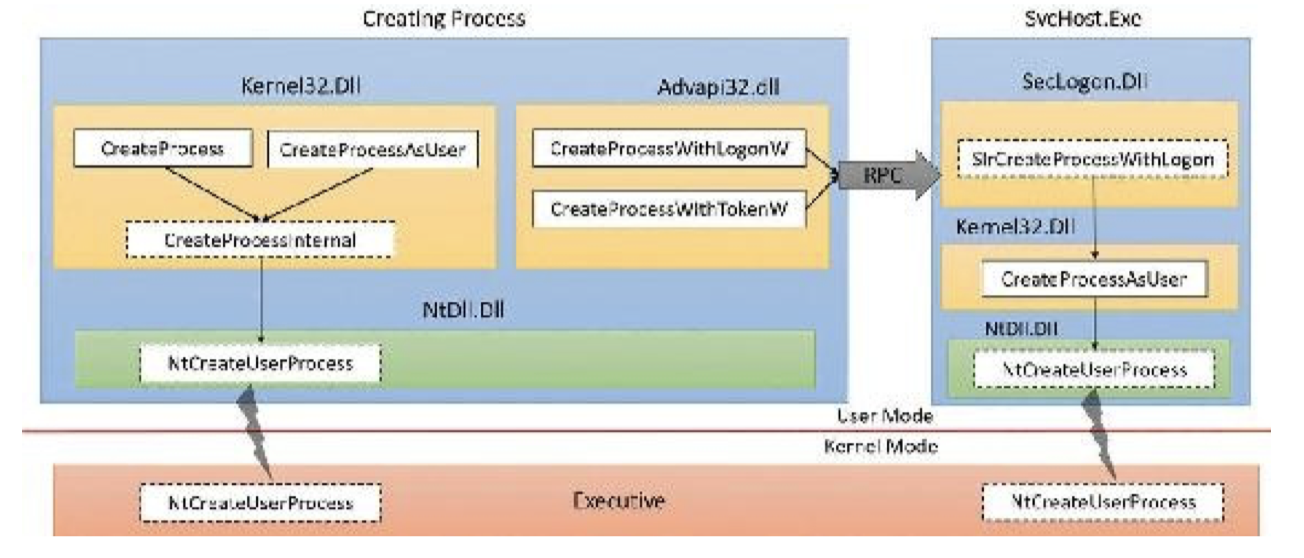 Creating Process
SvcHost.Exe
Kernel32.Dll
Advapi32.dll
SecLogon.Dll
CreateProcess
CreateProcessAsUser
CreateProcessWithLogonW
CreateProcessWithTokenW
RPC
SlrCreateProcessWithLogon
CreateProcessInternal
Kernel32.Dll
CreateProcessAsUser
NtDll.Dll
NtDll.Dll
NtCreateUserProcess
NtCreateUserProcess
User Mode
Kernel Mode
NtCreateUserProcess
Executive
NtCreateUserProcess